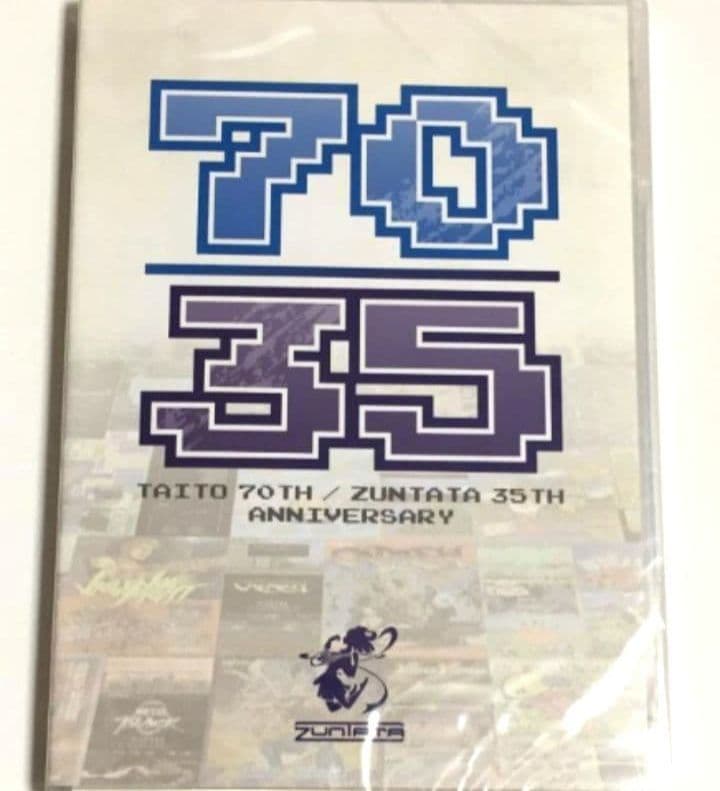 70
35
TAITO 70TH / ZUNTATA 35TH
ANNIVERSARY
ZUNTATA